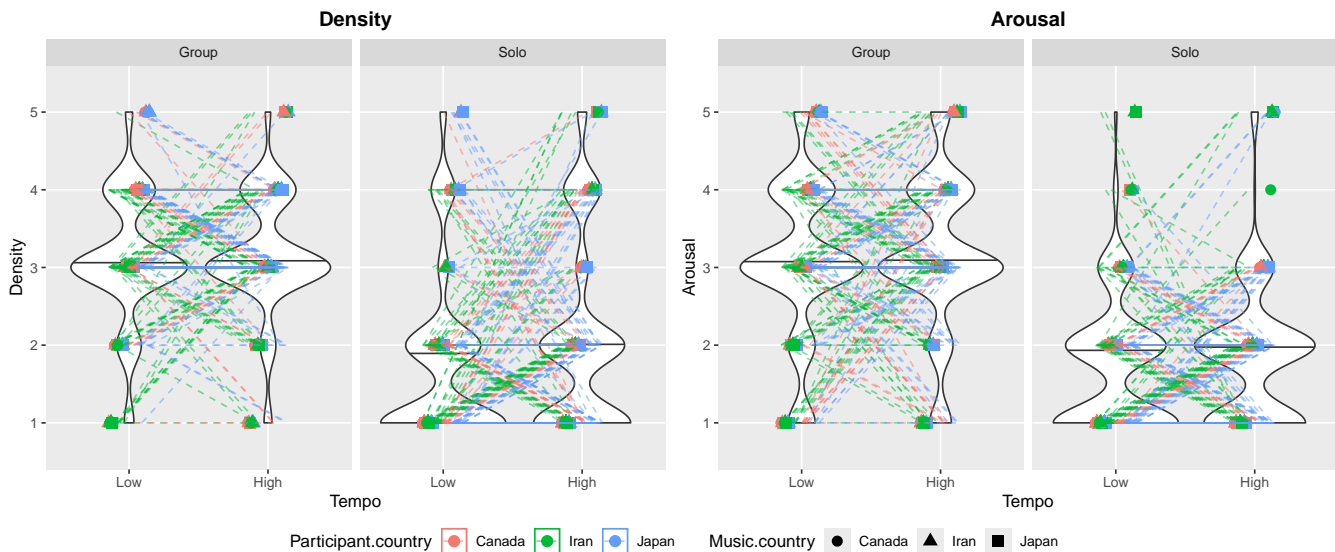 Density
Arousal
Group
Solo
Group
Solo
Density
5
4
3
2
1
Low
High
Low
High
Tempo
Arousal
5
4
3
2
1
Low
High
Low
High
Tempo
Participant.country Canada Iran Japan Music.country Canada Iran Japan